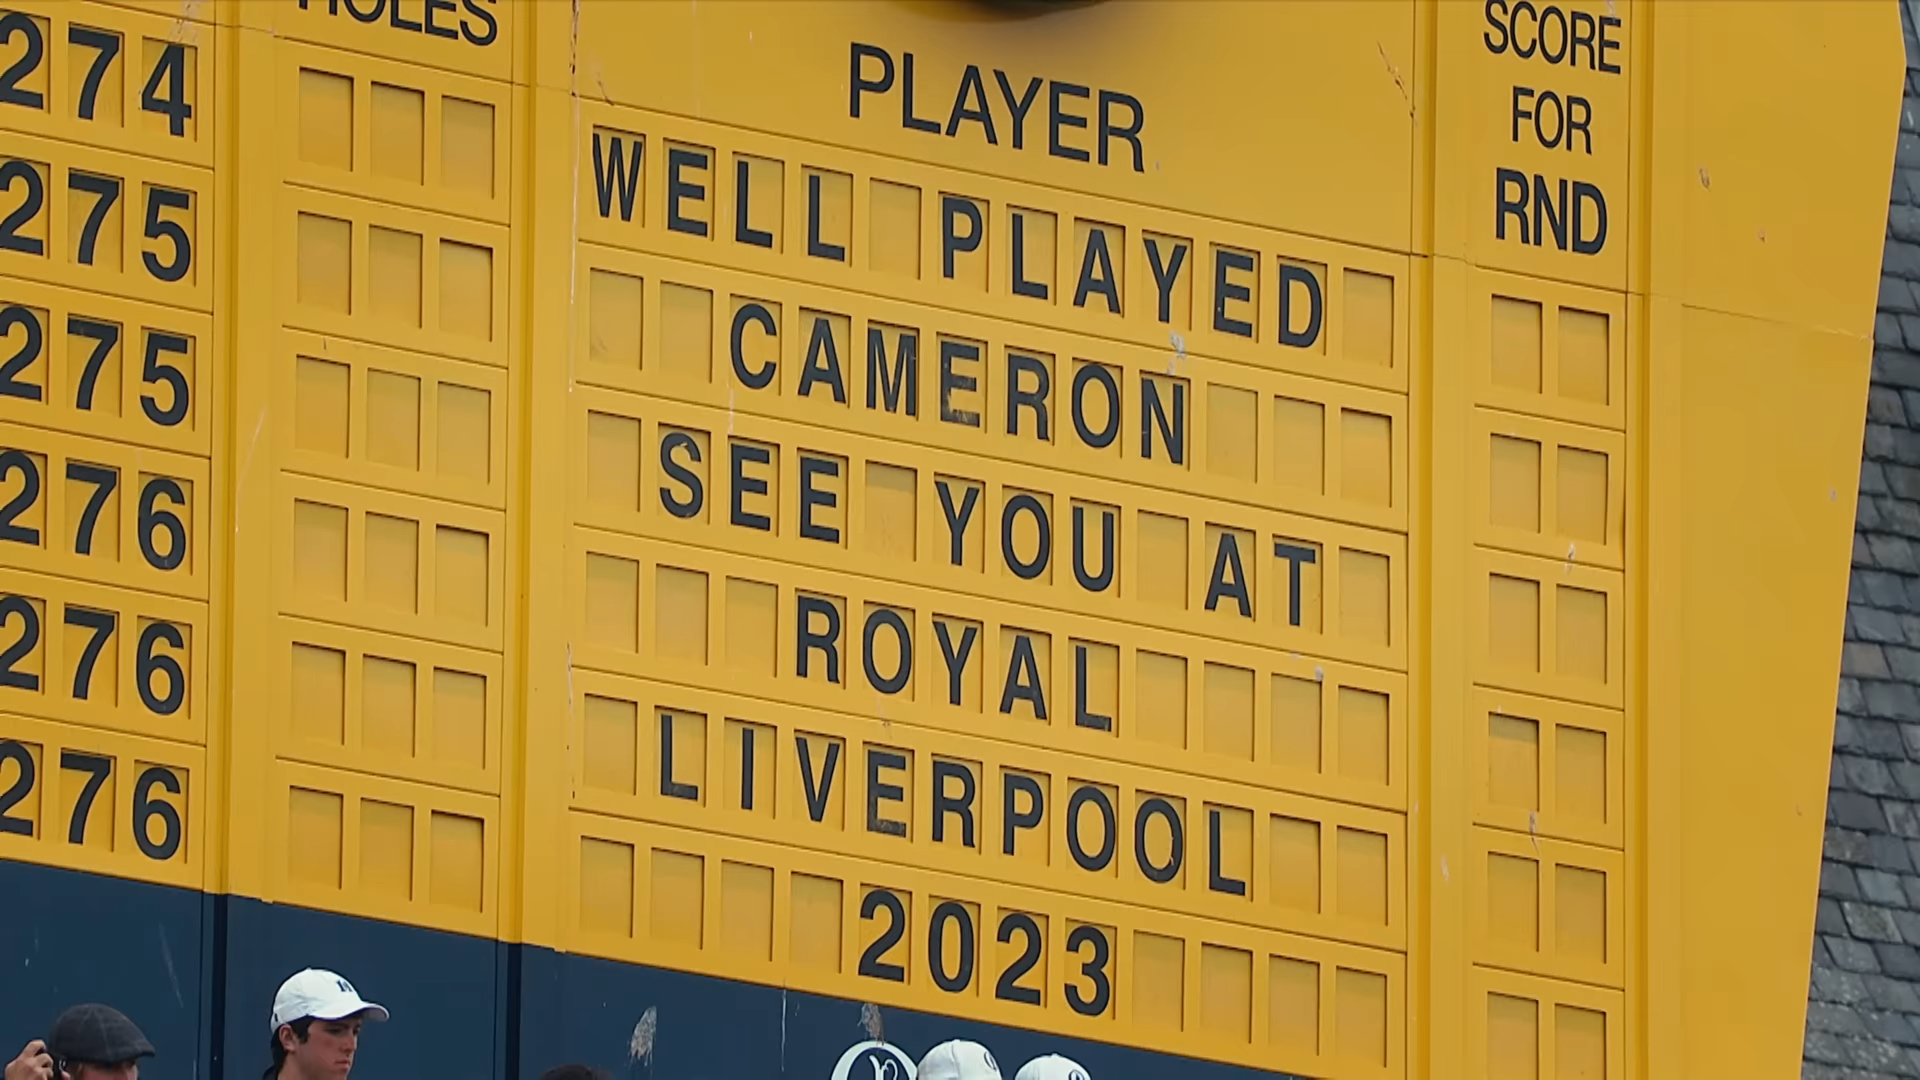 HOLES
PLAYER
SCORE
FOR
RND
274
275
275
276
276
276
WELL PLAYED
CAMERON
SEE YOU AT
ROYAL
LIVERPOOL
2023